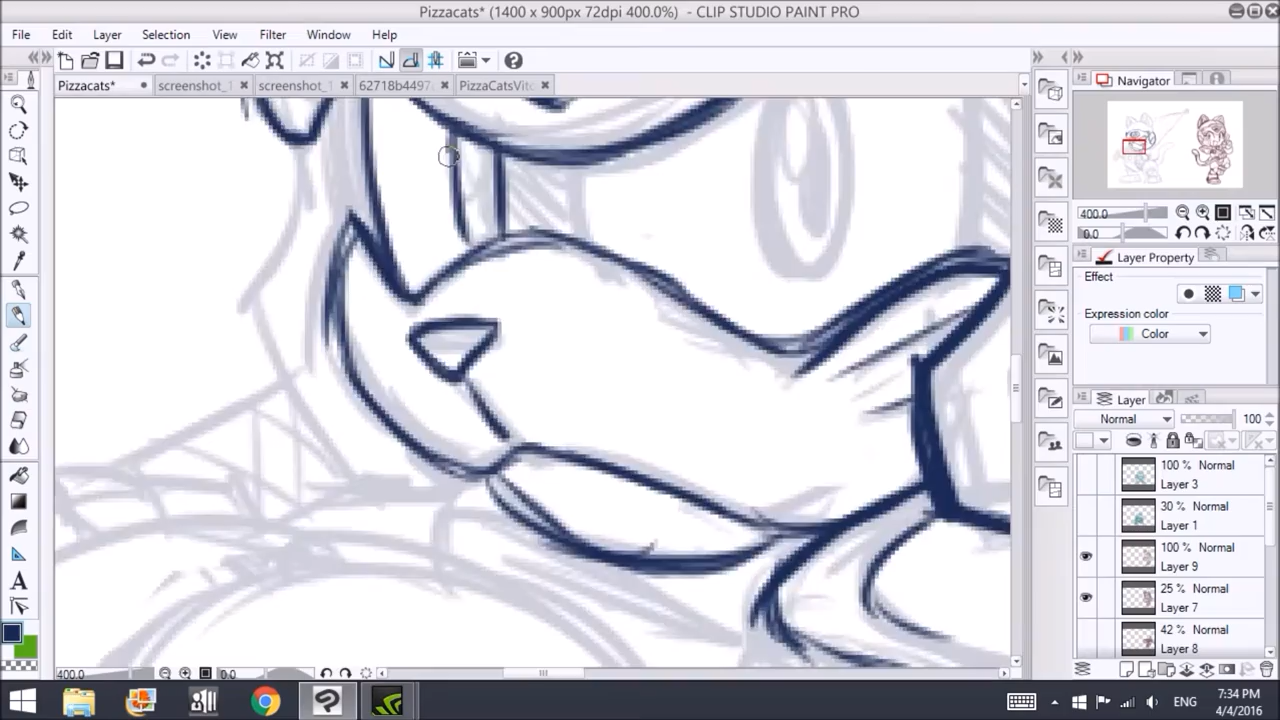 Pizzacats* (1400 x 900px 72dpi 400.0%) - CLIP STUDIO PAINT PRO
File Edit Layer Selection View Filter Window Help
Pizzacats* screenshot_1 screenshot_1 62718b4497 PizzaCatsVito
Navigator
400.0
0.0
Layer Property
Effect
Expression color
Color
Layer
Normal 100
100 % Normal
Layer 3
30 % Normal
Layer 1
100 % Normal
Layer 9
25 % Normal
Layer 7
42 % Normal
Layer 8
400.0 0.0
ENG
7:34 PM
4/4/2016